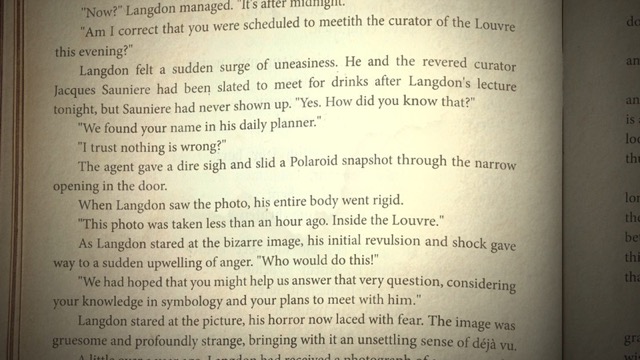 "Now?" Langdon managed. "It's after midnight."
"Am I correct that you were scheduled to meetith the curator of the Louvre
this evening?"
Langdon felt a sudden surge of uneasiness. He and the revered curator
Jacques Sauniere had been slated to meet for drinks after Langdon's lecture
tonight, but Sauniere had never shown up. "Yes. How did you know that?"
"We found your name in his daily planner."
"I trust nothing is wrong?"
The agent gave a dire sigh and slid a Polaroid snapshot through the narrow
opening in the door.
When Langdon saw the photo, his entire body went rigid.
"This photo was taken less than an hour ago. Inside the Louvre."
As Langdon stared at the bizarre image, his initial revulsion and shock gave
way to a sudden upwelling of anger. "Who would do this!"
"We had hoped that you might help us answer that very question, considering
your knowledge in symbology and your plans to meet with him."
Langdon stared at the picture, his horror now laced with fear. The image was
gruesome and profoundly strange, bringing with it an unsettling sense of déjà vu.
A little over a year ago, Langdon had received a photograph of